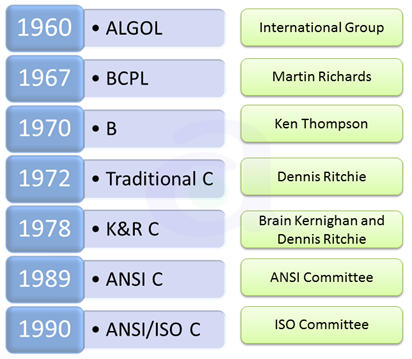 1960 • ALGOL International Group
1967 • BCPL Martin Richards
1970 • B Ken Thompson
1972 • Traditional C Dennis Ritchie
1978 • K&R C Brain Kernighan and
Dennis Ritchie
1989 • ANSI C ANSI Committee
1990 • ANSI/ISO C ISO Committee